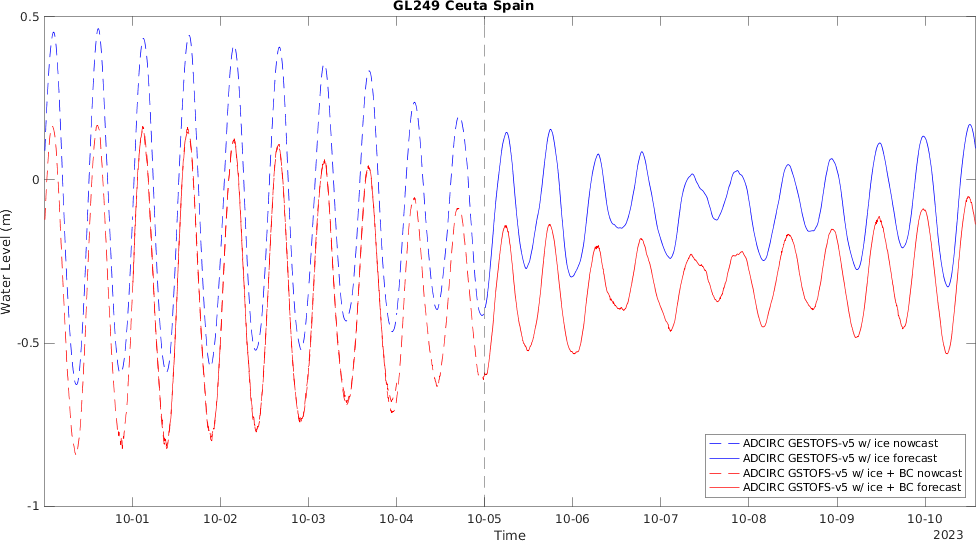 GL249 Ceuta Spain
0.5
0
-0.5
-1
Water Level (m)
10-01 10-02 10-03 10-04 10-05 10-06 10-07 10-08 10-09 10-10
Time
2023
ADCIRC GESTOFS-v5 w/ ice nowcast
ADCIRC GESTOFS-v5 w/ ice forecast
ADCIRC GSTOFS-v5 w/ ice + BC nowcast
ADCIRC GSTOFS-v5 w/ ice + BC forecast